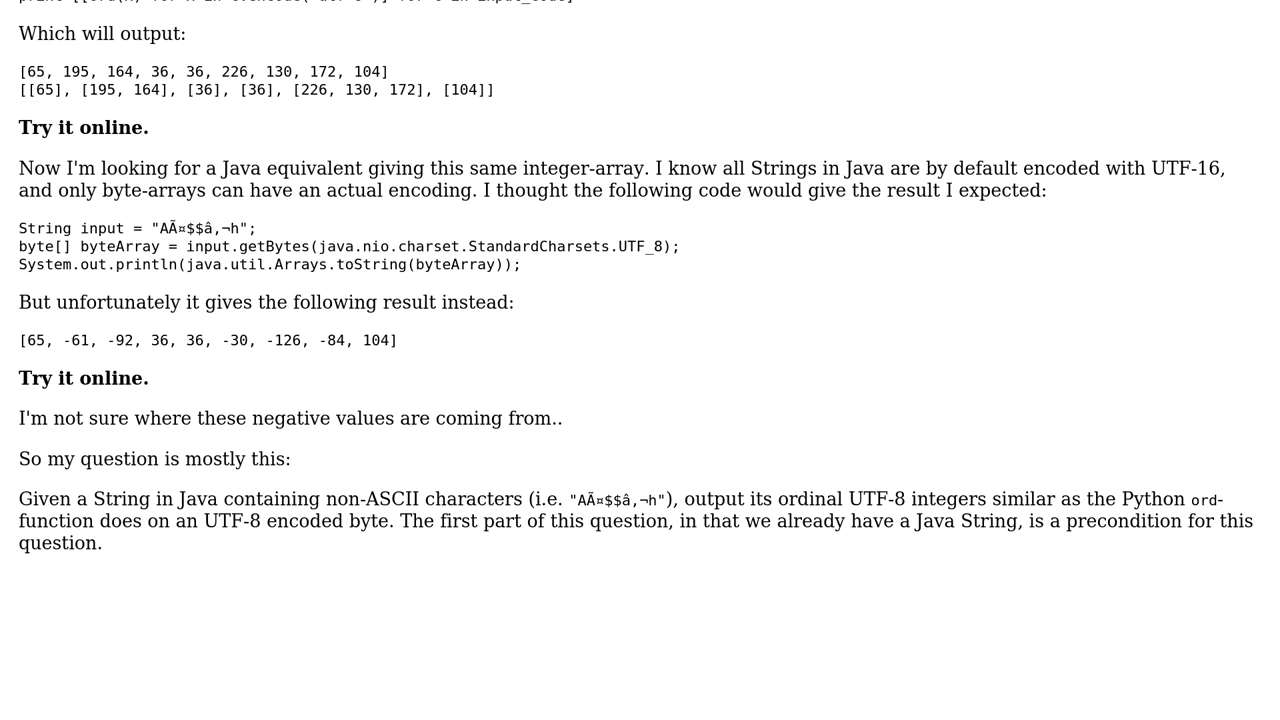 Which will output:
[65, 195, 164, 36, 36, 226, 130, 172, 104]
[[65], [195, 164], [36], [36], [226, 130, 172], [104]]
Try it online.
Now I'm looking for a Java equivalent giving this same integer-array. I know all Strings in Java are by default encoded with UTF-16,
and only byte-arrays can have an actual encoding. I thought the following code would give the result I expected:
String input = "AÃ¤$$â‚¬h";
byte[] byteArray = input.getBytes(java.nio.charset.StandardCharsets.UTF_8);
System.out.println(java.util.Arrays.toString(byteArray));
But unfortunately it gives the following result instead:
[65, -61, -92, 36, 36, -30, -126, -84, 104]
Try it online.
I'm not sure where these negative values are coming from..
So my question is mostly this:
Given a String in Java containing non-ASCII characters (i.e. "AÃ¤$$â‚¬h"), output its ordinal UTF-8 integers similar as the Python ord-
function does on an UTF-8 encoded byte. The first part of this question, in that we already have a Java String, is a precondition for this
question.